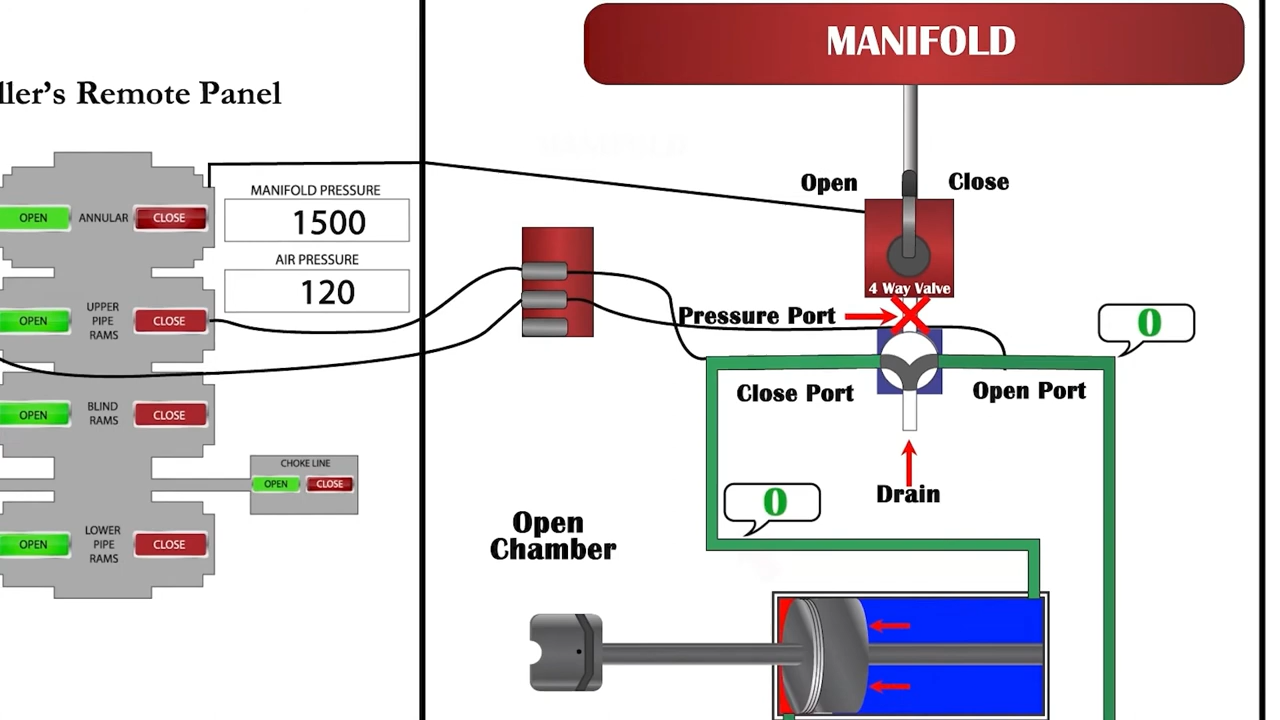 MANIFOLD
ller's Remote Panel
Open
Close
MANIFOLD PRESSURE
1500
OPEN
ANNULAR
CLOSE
AIR PRESSURE
120
4 Way Valve
Pressure Port
0
OPEN
UPPER
PIPE
RAMS
CLOSE
Close Port
Open Port
OPEN
BLIND
RAMS
CLOSE
CHOKE LINE
OPEN
CLOSE
Drain
0
Open
Chamber
OPEN
LOWER
PIPE
RAMS
CLOSE